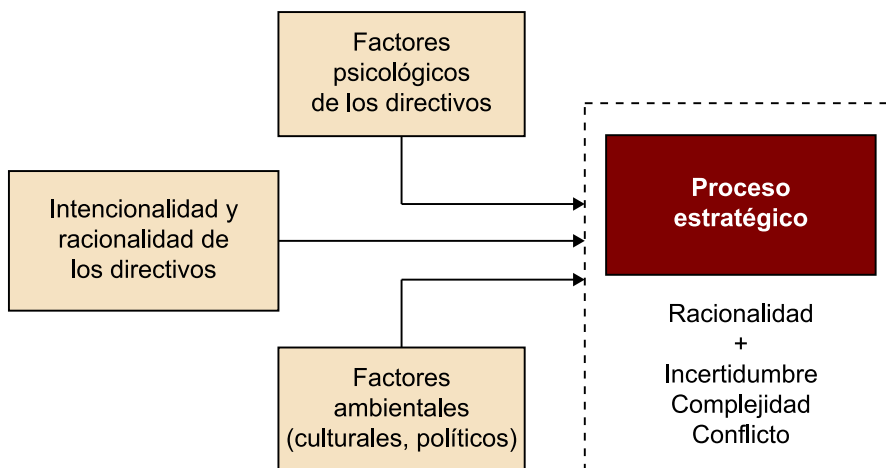 Factores
psicológicos
de los directivos
Intencionalidad y
racionalidad de
los directivos
Factores
ambientales
(culturales, políticos)
Proceso
estratégico
Racionalidad
+
Incertidumbre
Complejidad
Conflicto